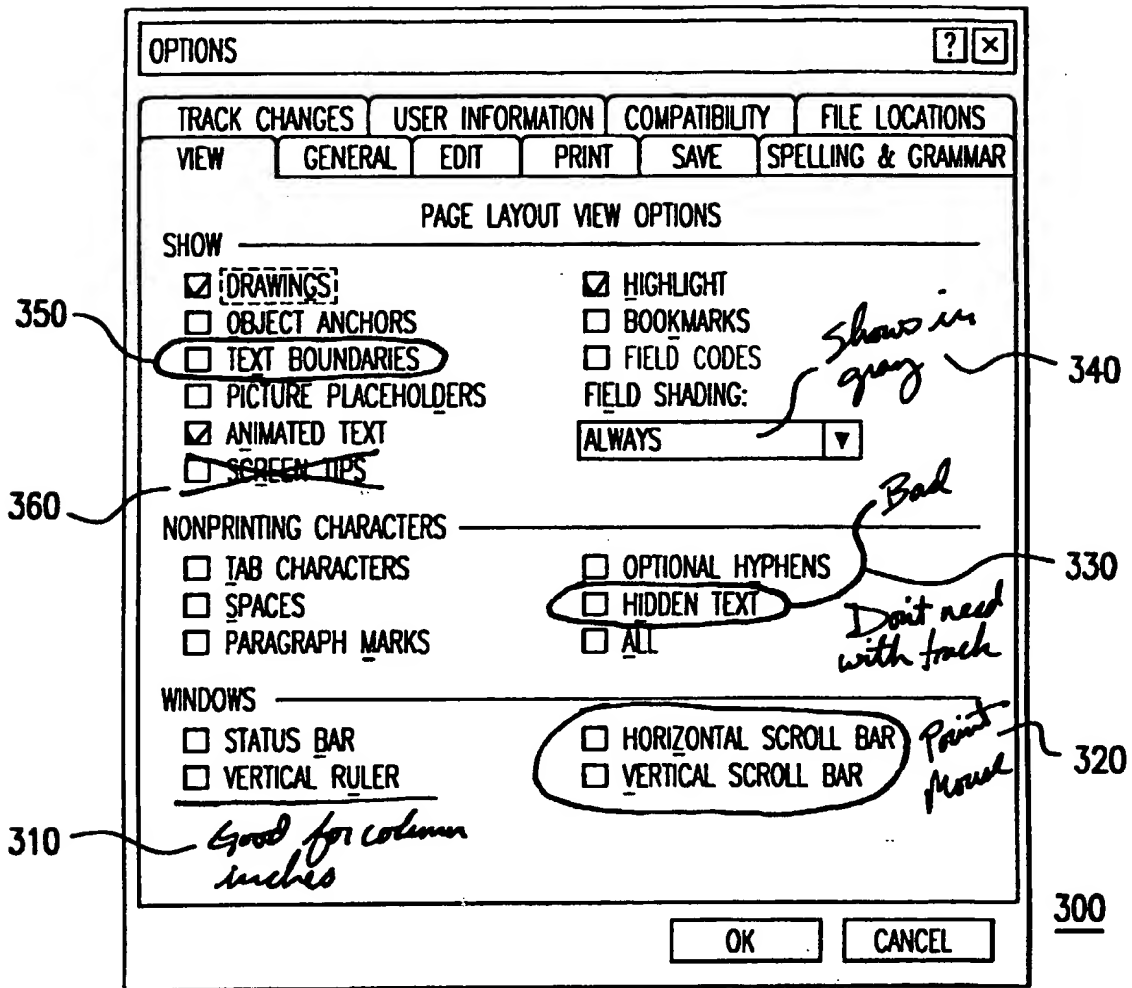 OPTIONS ? ×
TRACK CHANGES USER INFORMATION COMPATIBILITY FILE LOCATIONS
VIEW GENERAL EDIT PRINT SAVE SPELLING & GRAMMAR
PAGE LAYOUT VIEW OPTIONS
SHOW
DRAWINGS
OBJECT ANCHORS
TEXT BOUNDARIES
PICTURE PLACEHOLDERS
ANIMATED TEXT
SCREEN TIPS
HIGHLIGHT
BOOKMARKS
FIELD CODES
FIELD SHADING:
ALWAYS
Shows in
gray
350
340
360
NONPRINTING CHARACTERS
TAB CHARACTERS
SPACES
PARAGRAPH MARKS
OPTIONAL HYPHENS
HIDDEN TEXT
ALL
Bad
330
Don't need
with track
WINDOWS
STATUS BAR
VERTICAL RULER
HORIZONTAL SCROLL BAR
VERTICAL SCROLL BAR
Point
Mouse
320
310
Good for column
inches
300
OK CANCEL